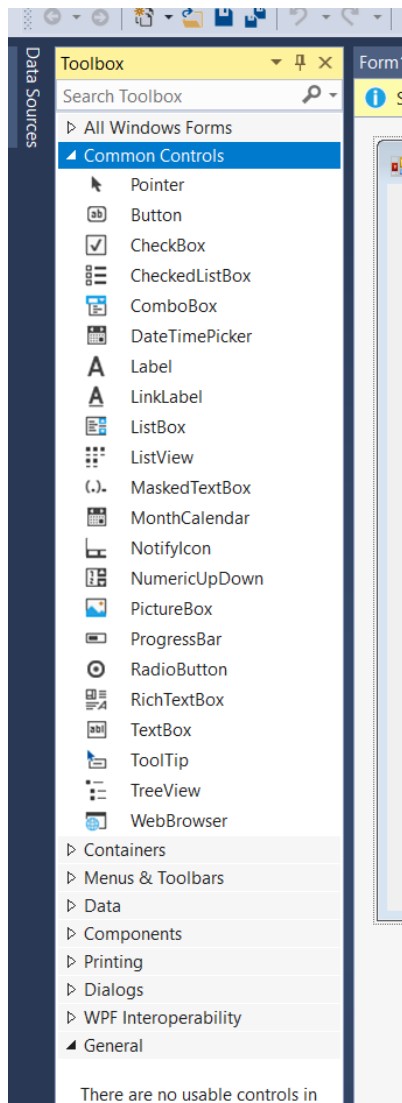 Data Sources
Toolbox
Form
Search Toolbox
All Windows Forms
Common Controls
Pointer
Button
CheckBox
CheckedListBox
ComboBox
DateTimePicker
Label
LinkLabel
ListBox
ListView
MaskedTextBox
MonthCalendar
NotifyIcon
NumericUpDown
PictureBox
ProgressBar
RadioButton
RichTextBox
TextBox
ToolTip
TreeView
WebBrowser
Containers
Menus & Toolbars
Data
Components
Printing
Dialogs
WPF Interoperability
General
There are no usable controls in